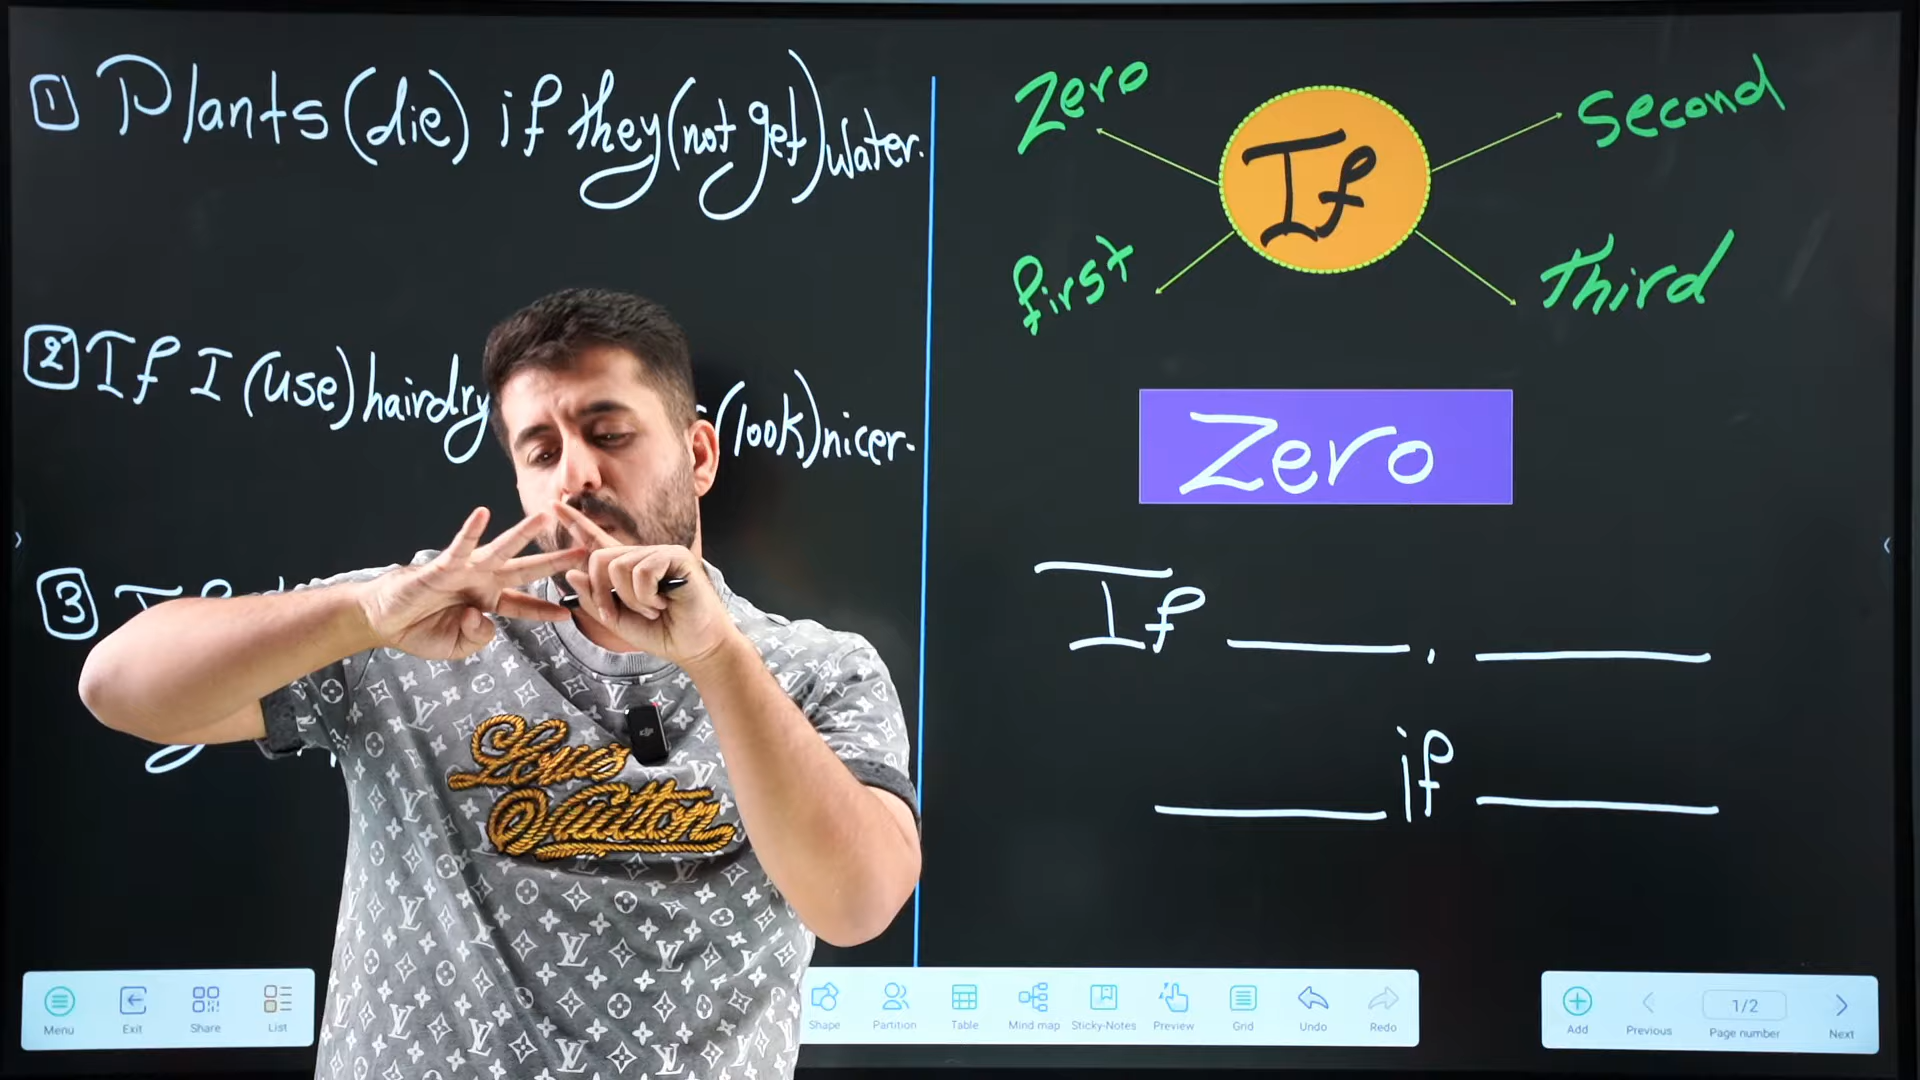 1 Plants (die) if they (not get) water.
2 If I (use) hairdry (look) nicer.
3 If
Zero
Second
If
first
third
Zero
If ____ , ____
____ if ____
Louis
Vuitton
Menu Exit Share List
Shape Partition Table Mind map Sticky-Notes Preview Grid Undo Redo
Add Previous 1/2 Page number Next